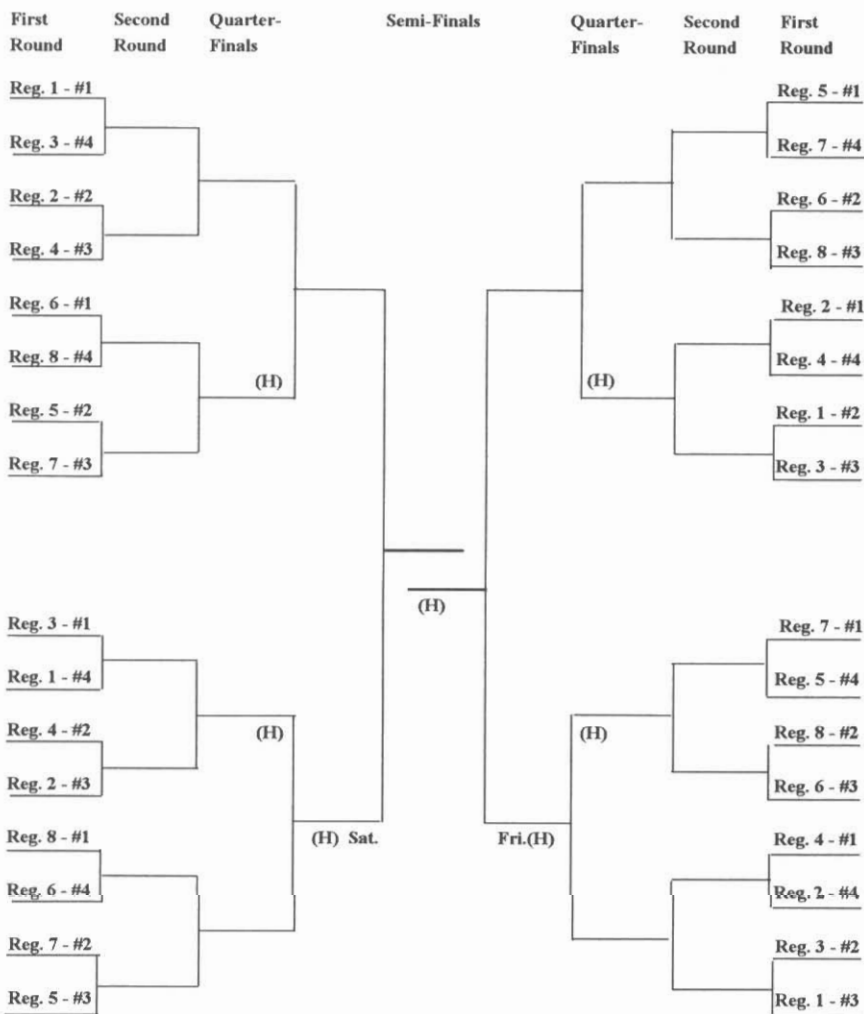 First Second Quarter- Semi-Finals Quarter- Second First
Round Round Finals Finals Round Round
Reg. 1 - #1
Reg. 3 - #4
Reg. 2 - #2
Reg. 4 - #3
Reg. 6 - #1
Reg. 8 - #4
(H)
Reg. 5 - #2
Reg. 7 - #3
Reg. 3 - #1
Reg. 1 - #4
(H)
Reg. 4 - #2
Reg. 2 - #3
(H) Sat.
Reg. 8 - #1
Reg. 6 - #4
Reg. 7 - #2
Reg. 5 - #3
(H)
Reg. 5 - #1
Reg. 7 - #4
Reg. 6 - #2
Reg. 8 - #3
Reg. 2 - #1
Reg. 4 - #4
(H)
Reg. 1 - #2
Reg. 3 - #3
Reg. 7 - #1
Reg. 5 - #4
(H)
Reg. 8 - #2
Reg. 6 - #3
Fri.(H)
Reg. 4 - #1
Reg. 2 - #4
Reg. 3 - #2
Reg. 1 - #3